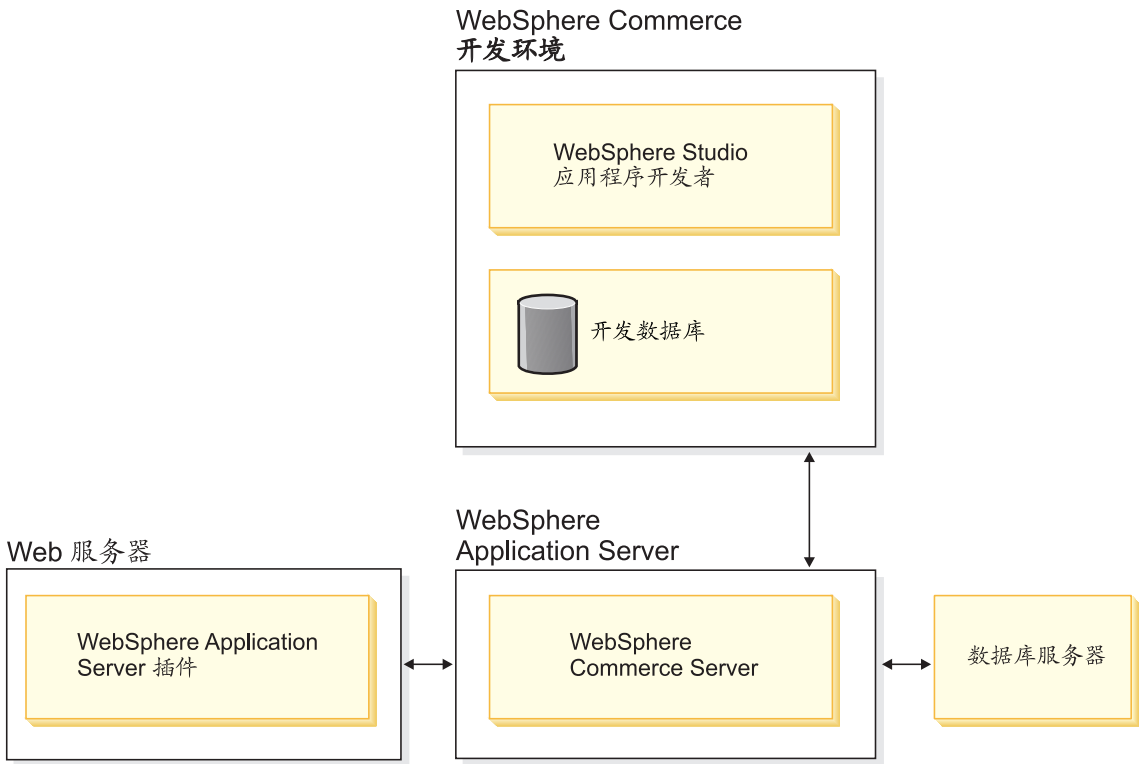 WebSphere Commerce
开发环境
WebSphere Studio
应用程序开发者
开发数据库
WebSphere
Application Server
Web 服务器
WebSphere Application
Server 插件
WebSphere
Commerce Server
数据库服务器